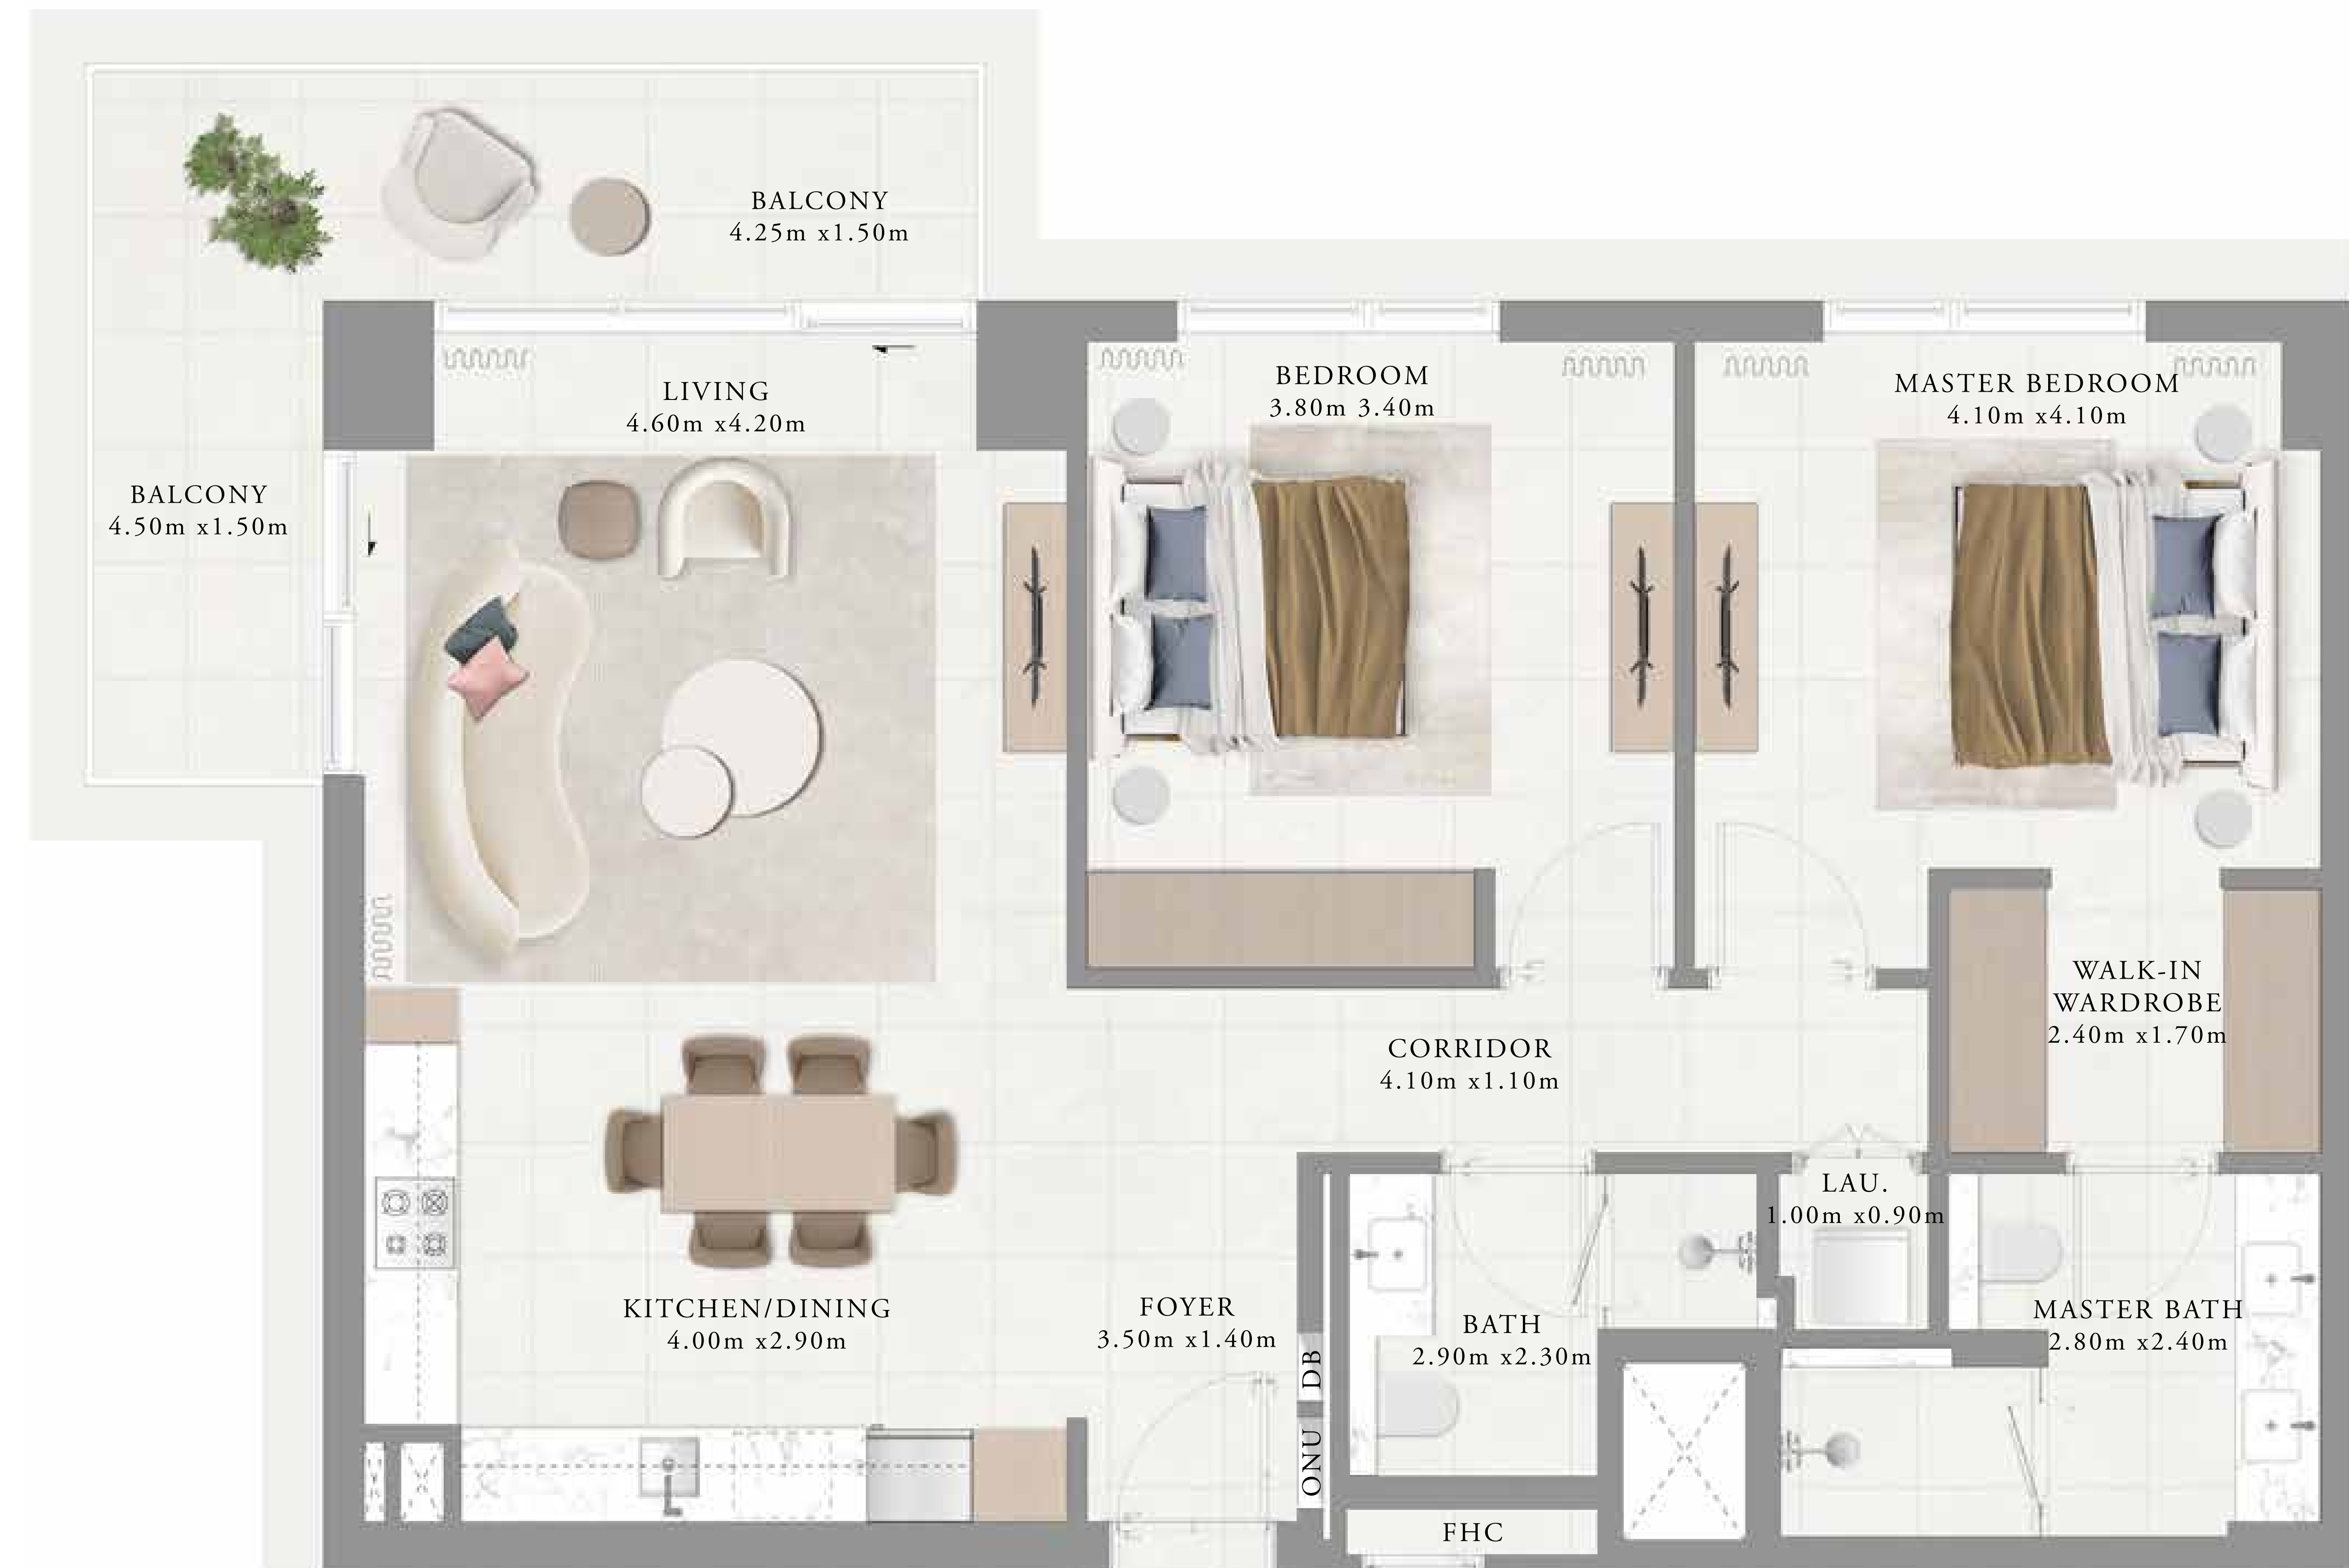 BALCONY
4.25m x1.50m
LIVING
4.60m x4.20m
BEDROOM
3.80m 3.40m
MASTER BEDROOM
4.10m x4.10m
BALCONY
4.50m x1.50m
WALK-IN
WARDROBE
2.40m x1.70m
CORRIDOR
4.10m x1.10m
LAU.
1.00m x0.90m
KITCHEN/DINING
4.00m x2.90m
FOYER
3.50m x1.40m
BATH
2.90m x2.30m
MASTER BATH
2.80m x2.40m
DB
ONU
FHC